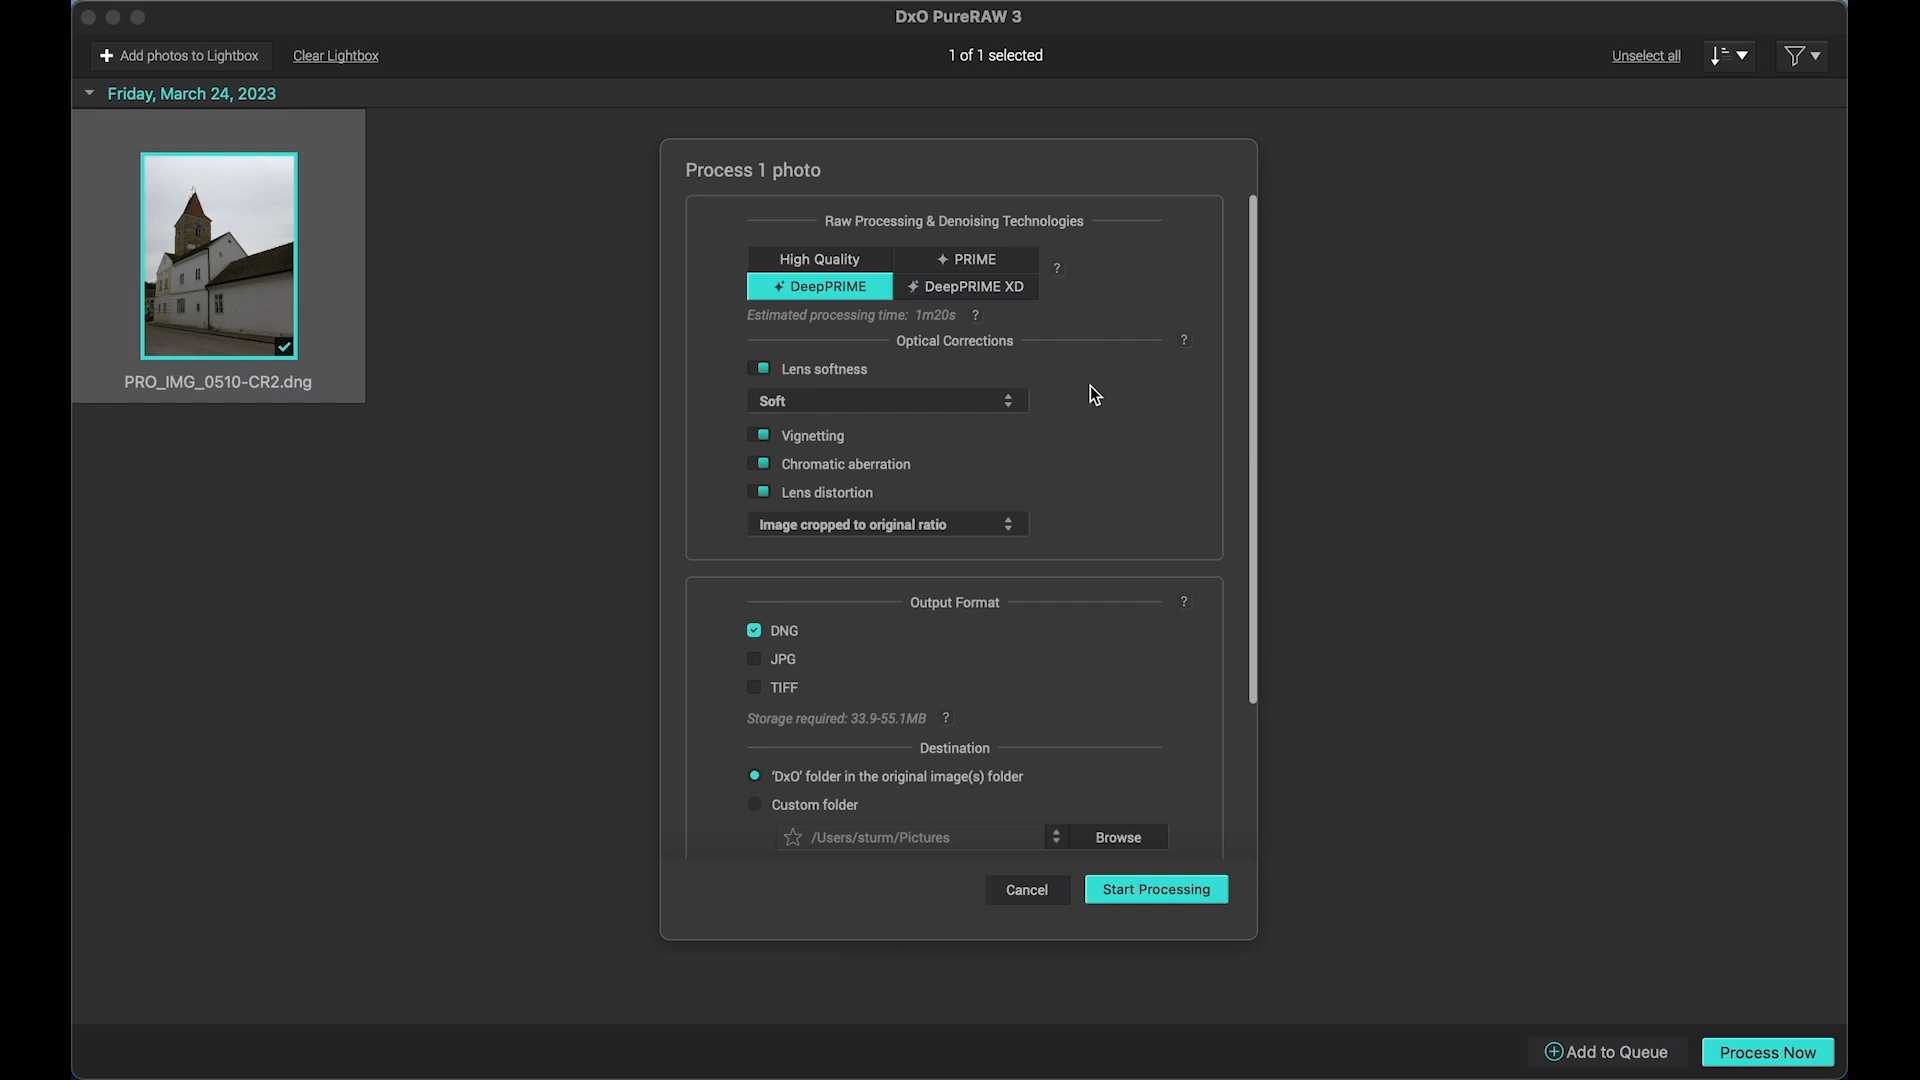 DxO PureRAW 3
Add photos to Lightbox Clear Lightbox 1 of 1 selected Unselect all
Friday, March 24, 2023
PRO_IMG_0510-CR2.dng
Process 1 photo
Raw Processing & Denoising Technologies
High Quality PRIME
?
DeepPRIME DeepPRIME XD
Estimated processing time: 1m20s ?
Optical Corrections ?
Lens softness
Soft
Vignetting
Chromatic aberration
Lens distortion
Image cropped to original ratio
Output Format ?
DNG
JPG
TIFF
Storage required: 33.9-55.1MB ?
Destination
'DxO' folder in the original image(s) folder
Custom folder
/Users/sturm/Pictures Browse
Cancel Start Processing
Add to Queue Process Now